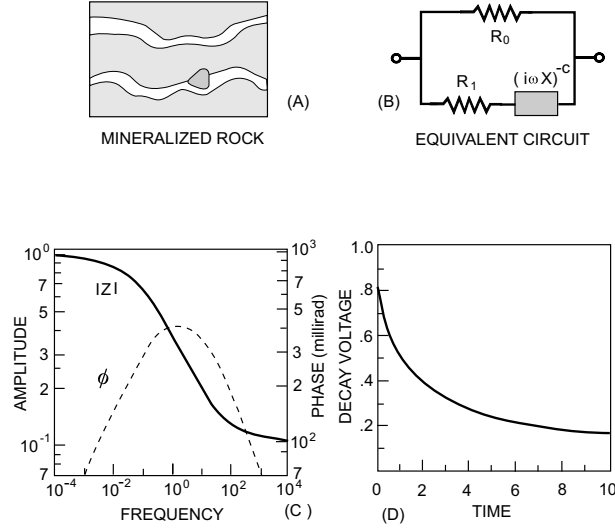 (A)
MINERALIZED ROCK
R0
R1
(iωX)^-c
(B)
EQUIVALENT CIRCUIT
10^0
7
5
3
2
10^-1
7
AMPLITUDE
|Z|
ϕ
10^3
7
5
3
2
10^2
7
PHASE (millirad)
10^-4 10^-2 10^0 10^2 10^4
FREQUENCY
(C)
1.0
.8
.6
.4
.2
DECAY VOLTAGE
0 2 4 6 8 10
TIME
(D)